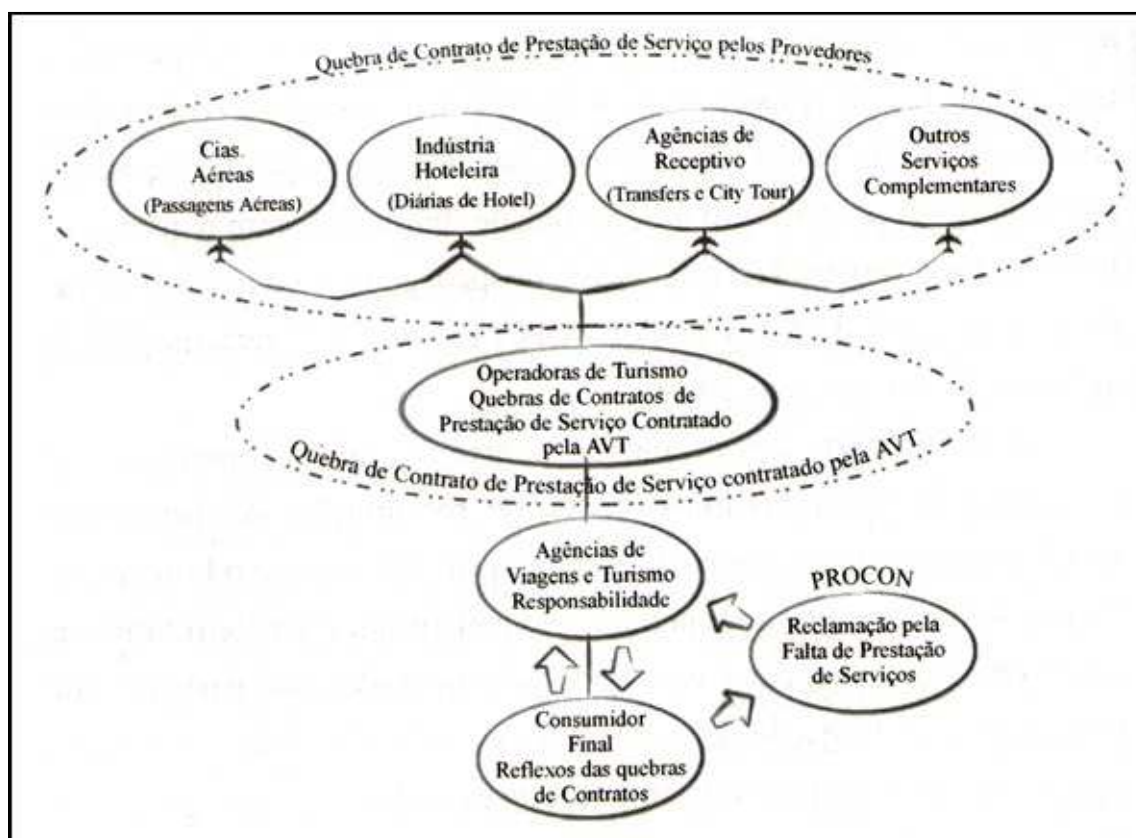 Quebra de Contrato de Prestação de Serviço pelos Provedores
Cias.
Aéreas
(Passagens Aéreas)
Indústria
Hoteleira
(Diárias de Hotel)
Agências de
Receptivo
(Transfers e City Tour)
Outros
Serviços
Complementares
Operadoras de Turismo
Quebras de Contratos de
Prestação de Serviço Contratado
pela AVT
Quebra de Contrato de Prestação de Serviço contratado pela AVT
Agências de
Viagens e Turismo
Responsabilidade
PROCON
Reclamação pela
Falta de Prestação
de Serviços
Consumidor
Final
Reflexos das quebras
de Contratos